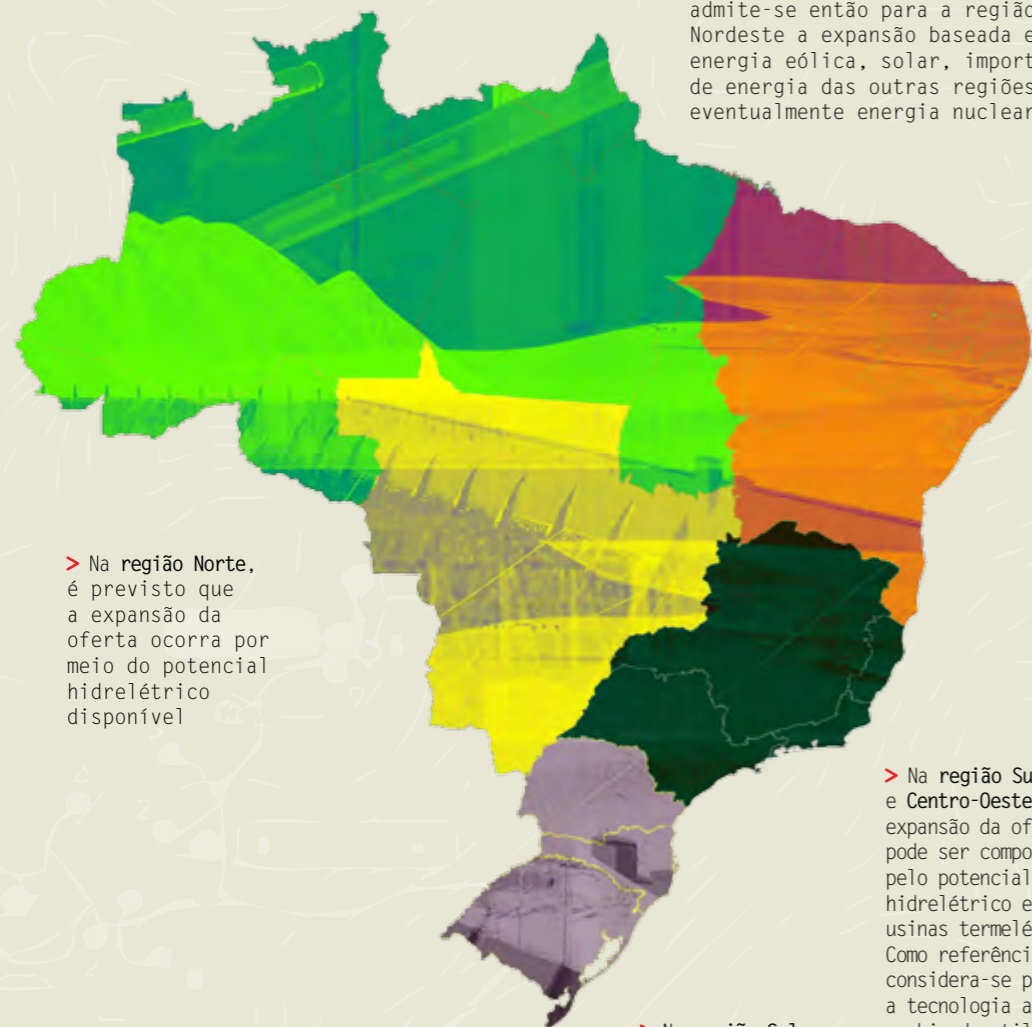 admite-se então para a região
Nordeste a expansão baseada e
energia eólica, solar, import
de energia das outras regiões
eventualmente energia nuclear
> Na região Norte,
é previsto que
a expansão da
oferta ocorra por
meio do potencial
hidrelétrico
disponível
> Na região Su
e Centro-Oeste
expansão da of
pode ser compo
pelo potencial
hidrelétrico e
usinas termelé
Como referênci
considera-se p
a tecnologia a